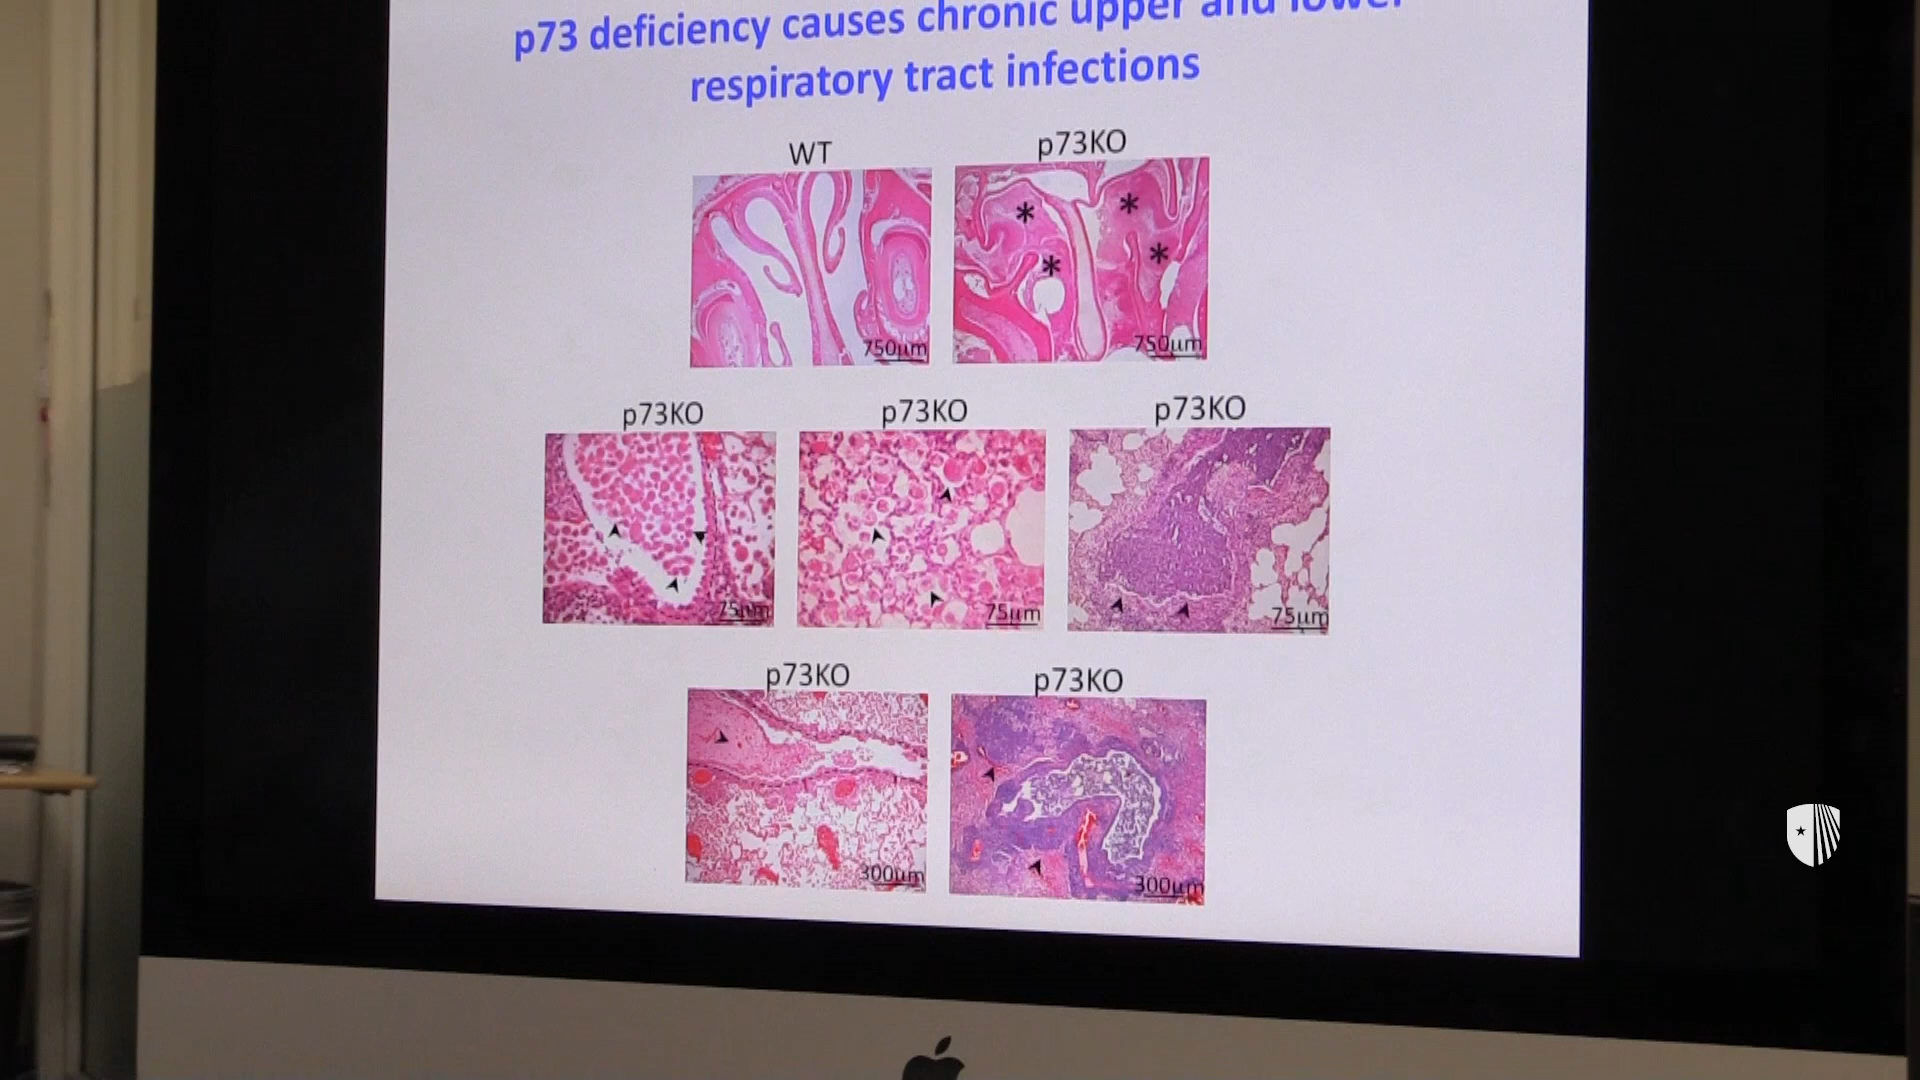 p73 deficiency causes chronic upper and lower
respiratory tract infections
WT
p73KO
750µm
750µm
p73KO
p73KO
p73KO
75µm
75µm
75µm
p73KO
p73KO
300µm
300µm